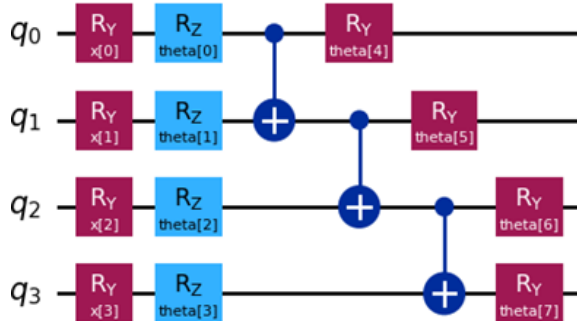 q0 RY x[0] RZ theta[0] RY theta[4]
q1 RY x[1] RZ theta[1] RY theta[5]
q2 RY x[2] RZ theta[2] RY theta[6]
q3 RY x[3] RZ theta[3] RY theta[7]